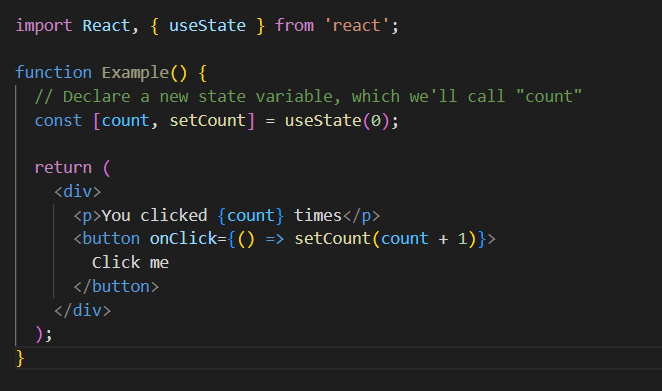 import React, { useState } from 'react';

function Example() {
  // Declare a new state variable, which we'll call "count"
  const [count, setCount] = useState(0);

  return (
    <div>
      <p>You clicked {count} times</p>
      <button onClick={() => setCount(count + 1)}>
        Click me
      </button>
    </div>
  );
}